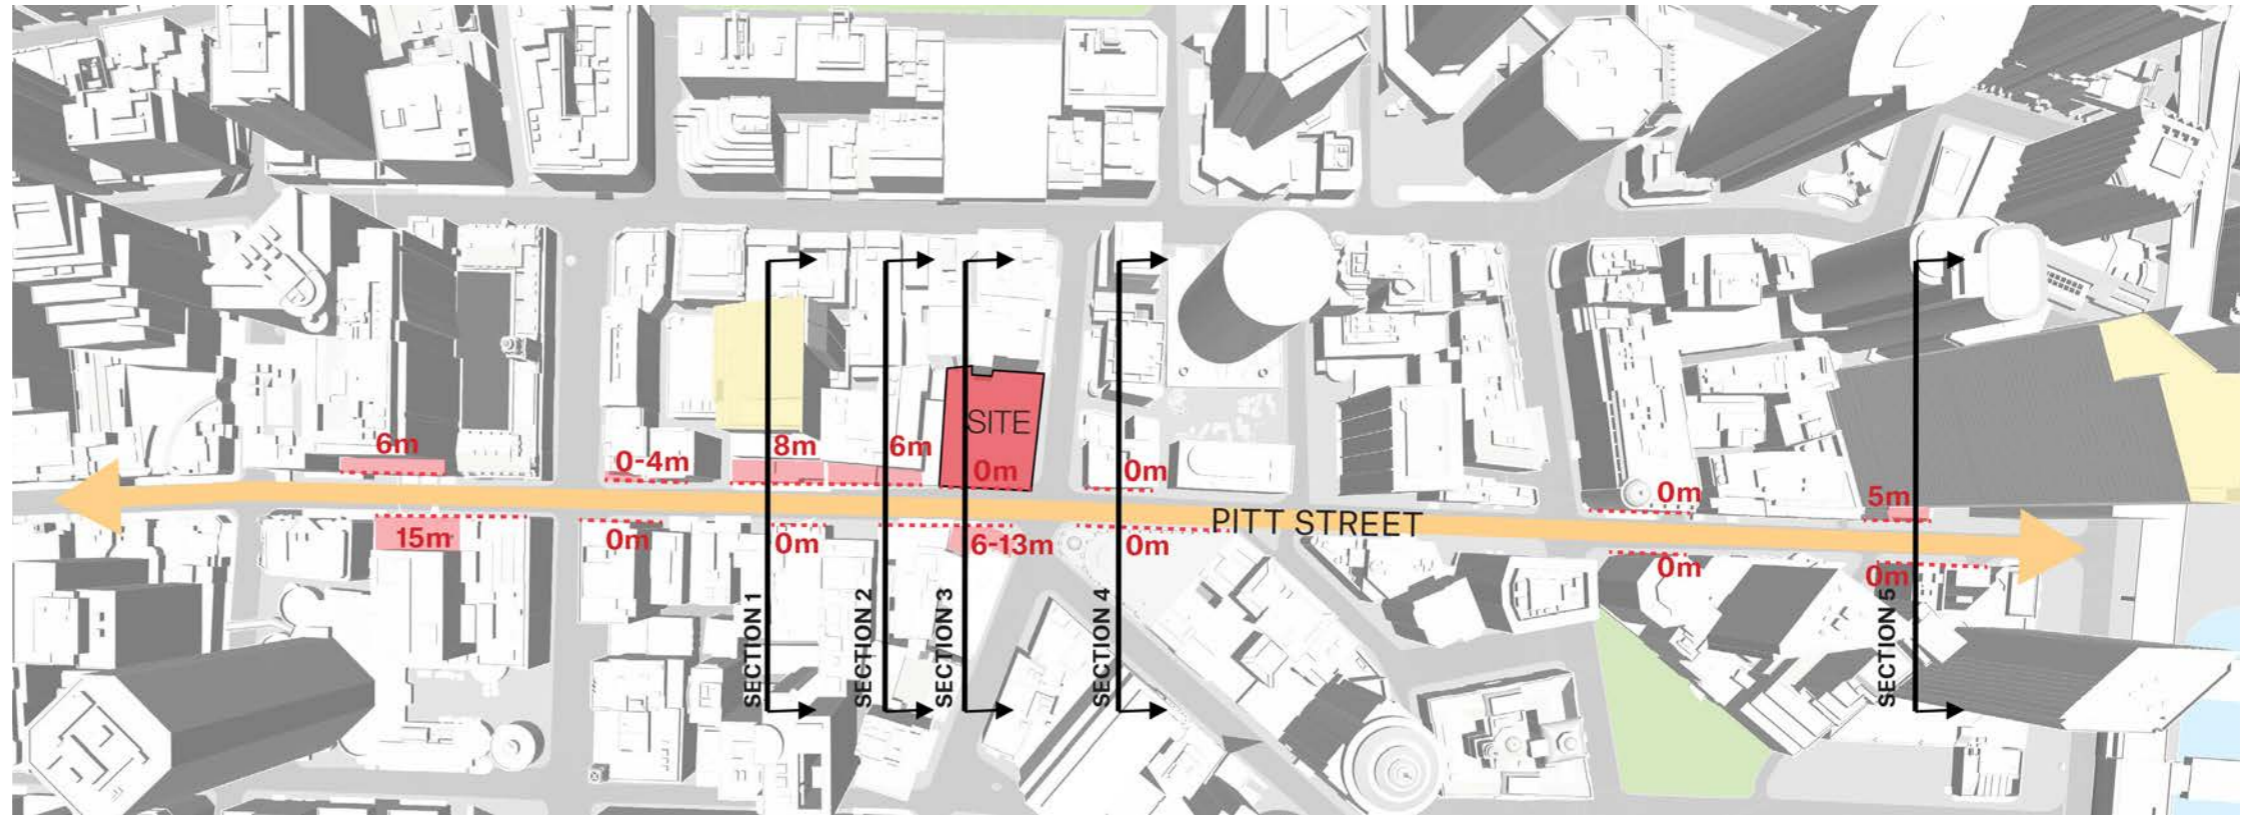 6m
0-4m
8m
6m
SITE
0m
0m
0m
5m
PITT STREET
15m
0m
0m
6-13m
0m
0m
0m
SECTION 1
SECTION 2
SECTION 3
SECTION 4
SECTION 5